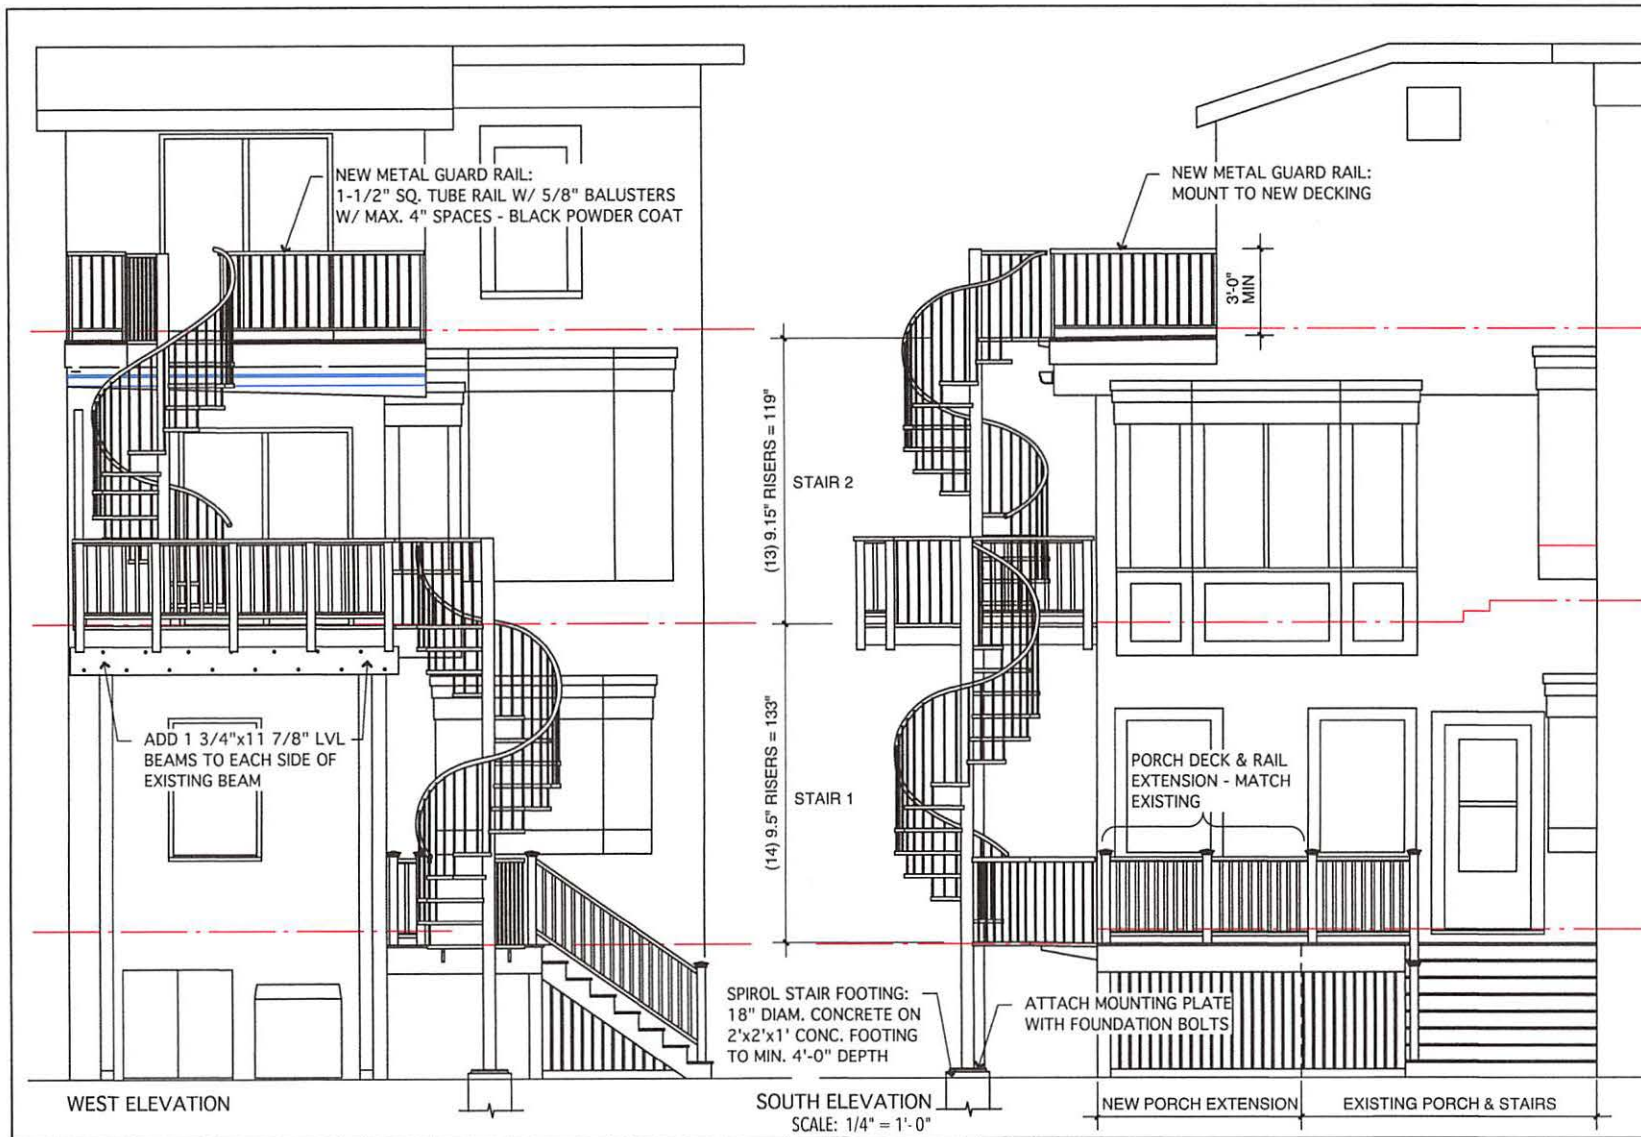 NEW METAL GUARD RAIL:
1-1/2" SQ. TUBE RAIL W/ 5/8" BALUSTERS
W/ MAX. 4" SPACES - BLACK POWDER COAT
NEW METAL GUARD RAIL:
MOUNT TO NEW DECKING
3'-0"
MIN
(13) 9.15" RISERS = 119"
STAIR 2
ADD 1 3/4"x11 7/8" LVL
BEAMS TO EACH SIDE OF
EXISTING BEAM
(14) 9.5" RISERS = 133"
STAIR 1
PORCH DECK & RAIL
EXTENSION - MATCH
EXISTING
SPIROL STAIR FOOTING:
18" DIAM. CONCRETE ON
2'x2'x1' CONC. FOOTING
TO MIN. 4'-0" DEPTH
ATTACH MOUNTING PLATE
WITH FOUNDATION BOLTS
WEST ELEVATION
SOUTH ELEVATION
SCALE: 1/4" = 1'-0"
NEW PORCH EXTENSION
EXISTING PORCH & STAIRS